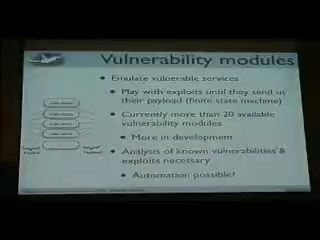 Vulnerability modules
• Emulate vulnerable services
• Play with exploits until they send us
their payload (finite state machine)
• Currently more than 20 available
vulnerability modules
• More in development
• Analysis of known vulnerabilities &
exploits necessary
• Automation possible?